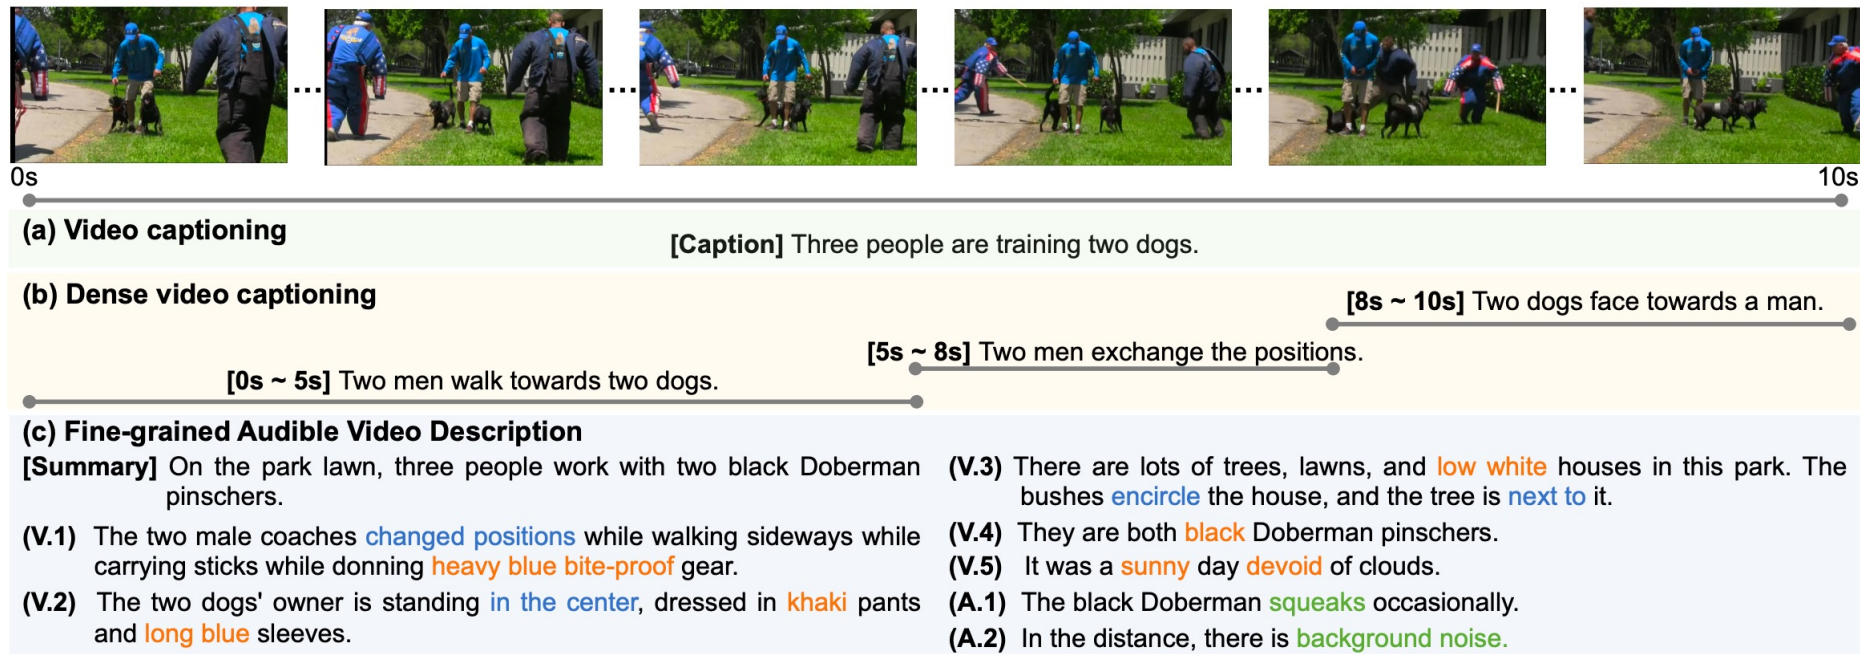 0s
10s
(a) Video captioning
[Caption] Three people are training two dogs.
(b) Dense video captioning
[8s ~ 10s] Two dogs face towards a man.
[5s ~ 8s] Two men exchange the positions.
[0s ~ 5s] Two men walk towards two dogs.
(c) Fine-grained Audible Video Description
[Summary] On the park lawn, three people work with two black Doberman
pinschers.
(V.1) The two male coaches changed positions while walking sideways while
carrying sticks while donning heavy blue bite-proof gear.
(V.2) The two dogs' owner is standing in the center, dressed in khaki pants
and long blue sleeves.
(V.3) There are lots of trees, lawns, and low white houses in this park. The
bushes encircle the house, and the tree is next to it.
(V.4) They are both black Doberman pinschers.
(V.5) It was a sunny day devoid of clouds.
(A.1) The black Doberman squeaks occasionally.
(A.2) In the distance, there is background noise.